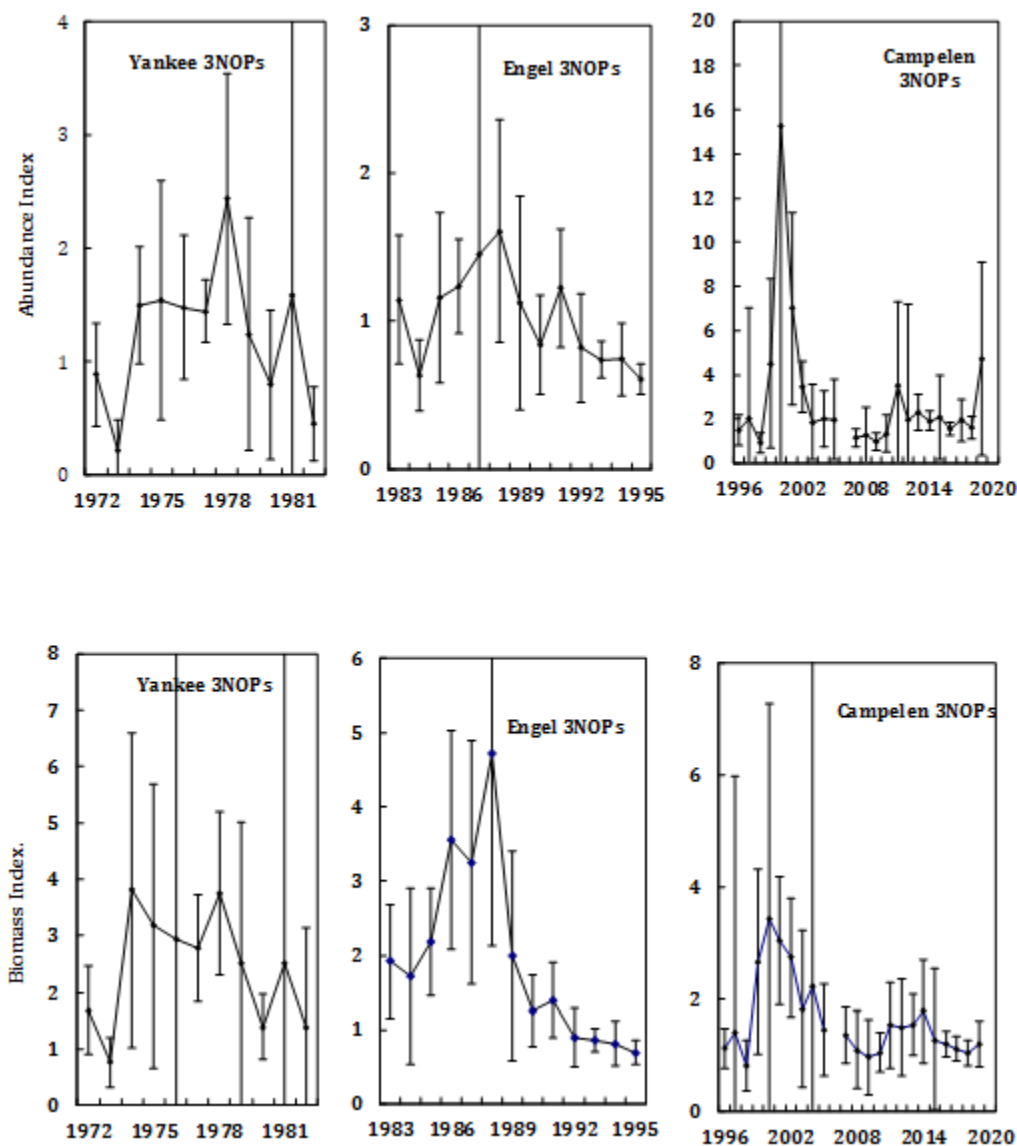 Abundance Index
Yankee 3NOPs
4
3
2
1
0
1972 1975 1978 1981
Engel 3NOPs
3
2
1
0
1983 1986 1989 1992 1995
Campelen
3NOPs
20
18
16
14
12
10
8
6
4
2
0
1996 2002 2008 2014 2020
Biomass Index.
Yankee 3NOPs
8
7
6
5
4
3
2
1
0
1972 1975 1978 1981
Engel 3NOPs
6
5
4
3
2
1
0
1983 1986 1989 1992 1995
Campelen 3NOPs
8
6
4
2
0
1996 2002 2008 2014 2020